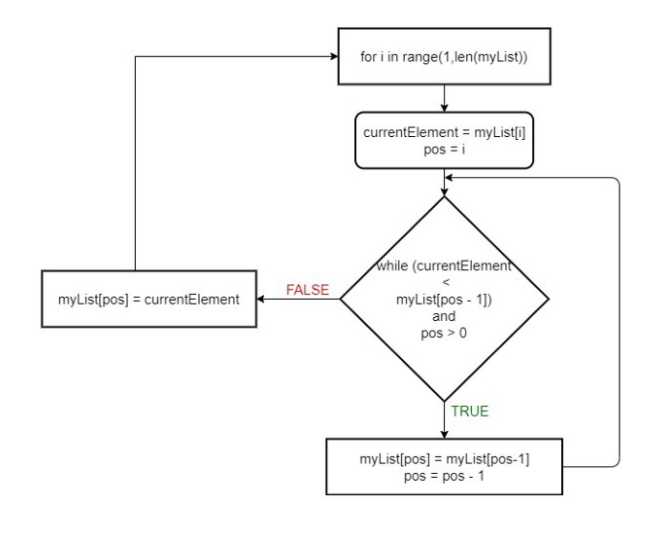 for i in range(1,len(myList))
currentElement = myList[i]
pos = i
while (currentElement
<
myList[pos - 1])
and
pos > 0
FALSE
myList[pos] = currentElement
TRUE
myList[pos] = myList[pos-1]
pos = pos - 1